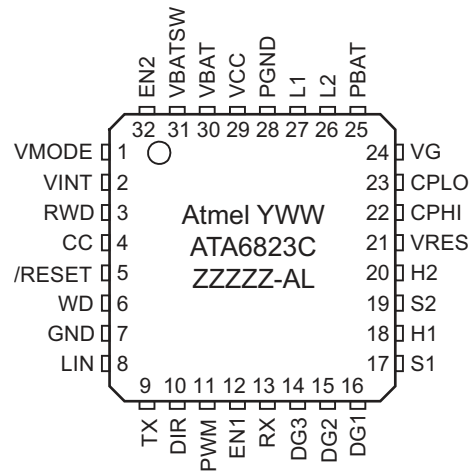 EN2 VBATSW VBAT VCC PGND L1 L2 PBAT
32 31 30 29 28 27 26 25
VMODE 1 24 VG
VINT 2 23 CPLO
RWD 3 22 CPHI
CC 4 21 VRES
/RESET 5 20 H2
WD 6 19 S2
GND 7 18 H1
LIN 8 17 S1
Atmel YWW
ATA6823C
ZZZZZ-AL
9 10 11 12 13 14 15 16
TX DIR PWM EN1 RX DG3 DG2 DG1